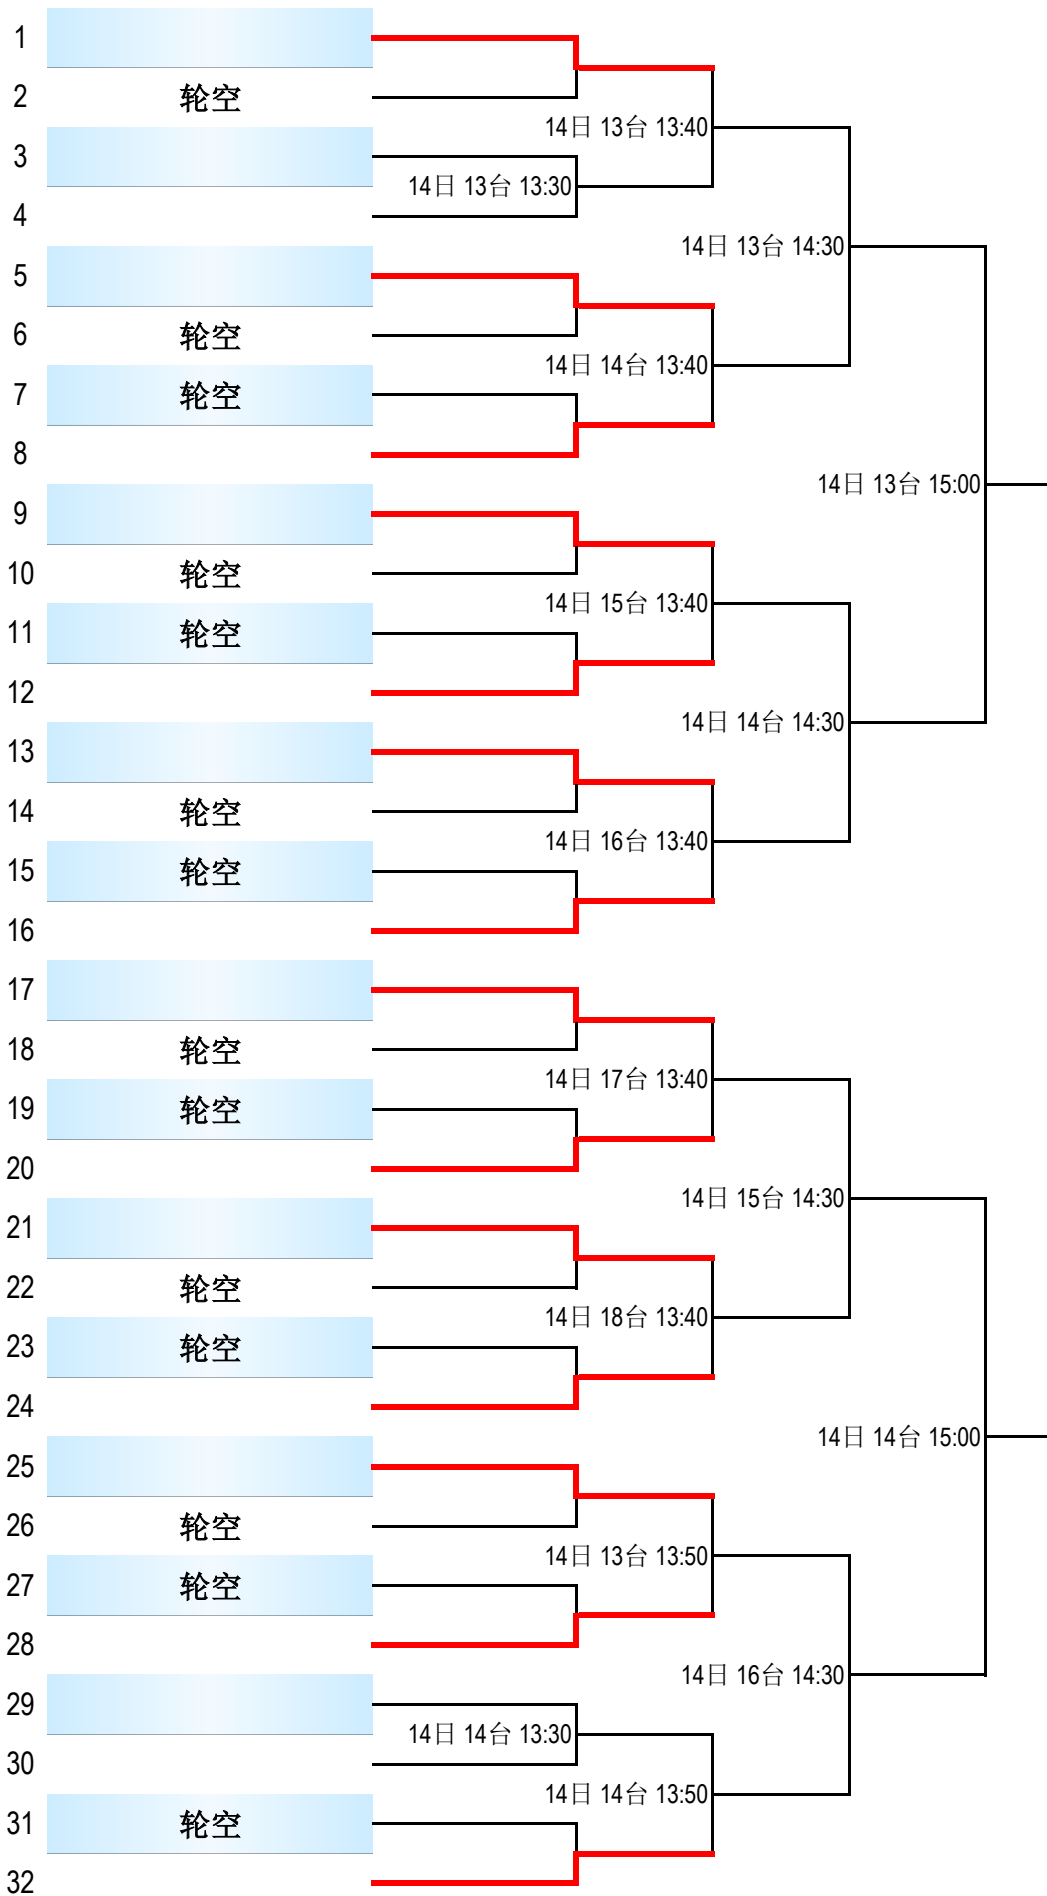 1
2 轮空
14日 13台 13:40
3
14日 13台 13:30
4
14日 13台 14:30
5
6 轮空
14日 14台 13:40
7 轮空
8
14日 13台 15:00
9
10 轮空
14日 15台 13:40
11 轮空
12
14日 14台 14:30
13
14 轮空
14日 16台 13:40
15 轮空
16
17
18 轮空
14日 17台 13:40
19 轮空
20
14日 15台 14:30
21
22 轮空
14日 18台 13:40
23 轮空
24
14日 14台 15:00
25
26 轮空
14日 13台 13:50
27 轮空
28
14日 16台 14:30
29
14日 14台 13:30
30
14日 14台 13:50
31 轮空
32